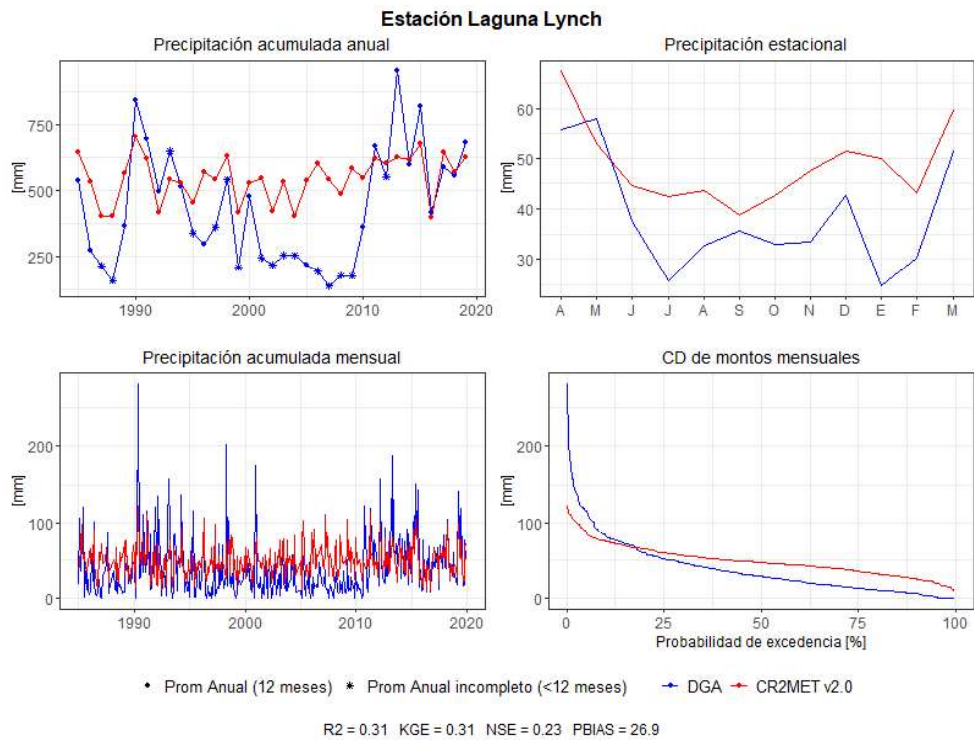 Estación Laguna Lynch
Precipitación acumulada anual
[mm]
750
500
250
1990
2000
2010
2020
Precipitación estacional
[mm]
60
50
40
30
A M J J A S O N D E F M
Precipitación acumulada mensual
[mm]
200
100
0
1990
2000
2010
2020
CD de montos mensuales
[mm]
200
100
0
0
25
50
75
100
Probabilidad de excedencia [%]
Prom Anual (12 meses) Prom Anual incompleto (<12 meses) DGA CR2MET v2.0
R2 = 0.31 KGE = 0.31 NSE = 0.23 PBIAS = 26.9